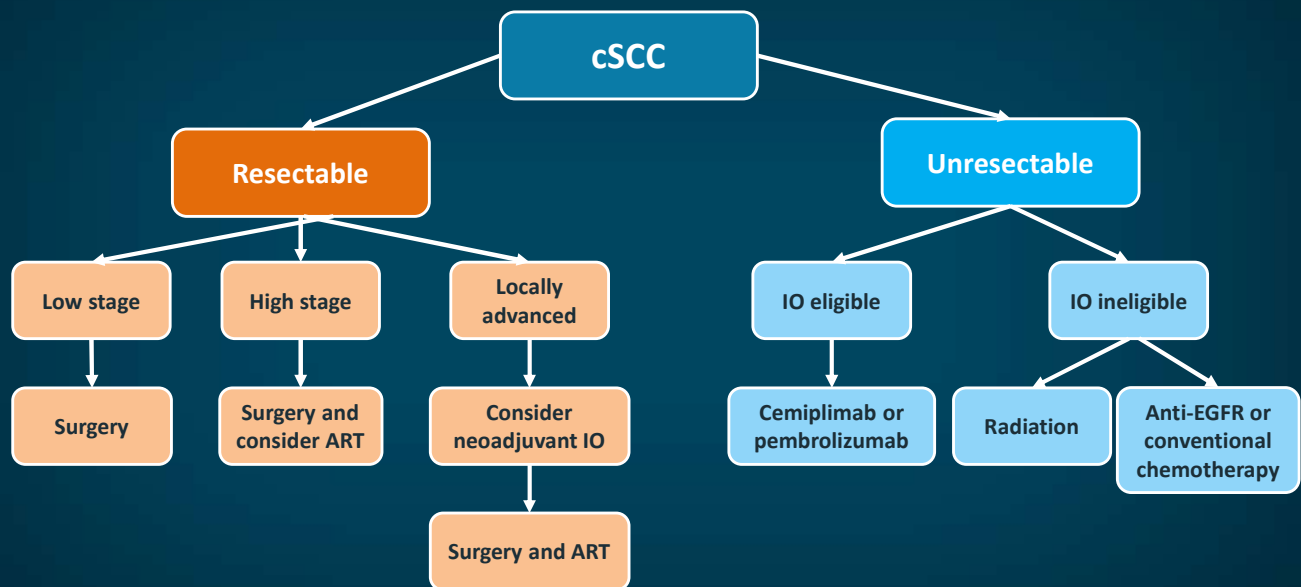 cSCC
Resectable
Unresectable
Low stage
High stage
Locally
advanced
IO eligible
IO ineligible
Surgery
Surgery and
consider ART
Consider
neoadjuvant IO
Cemiplimab or
pembrolizumab
Radiation
Anti-EGFR or
conventional
chemotherapy
Surgery and ART